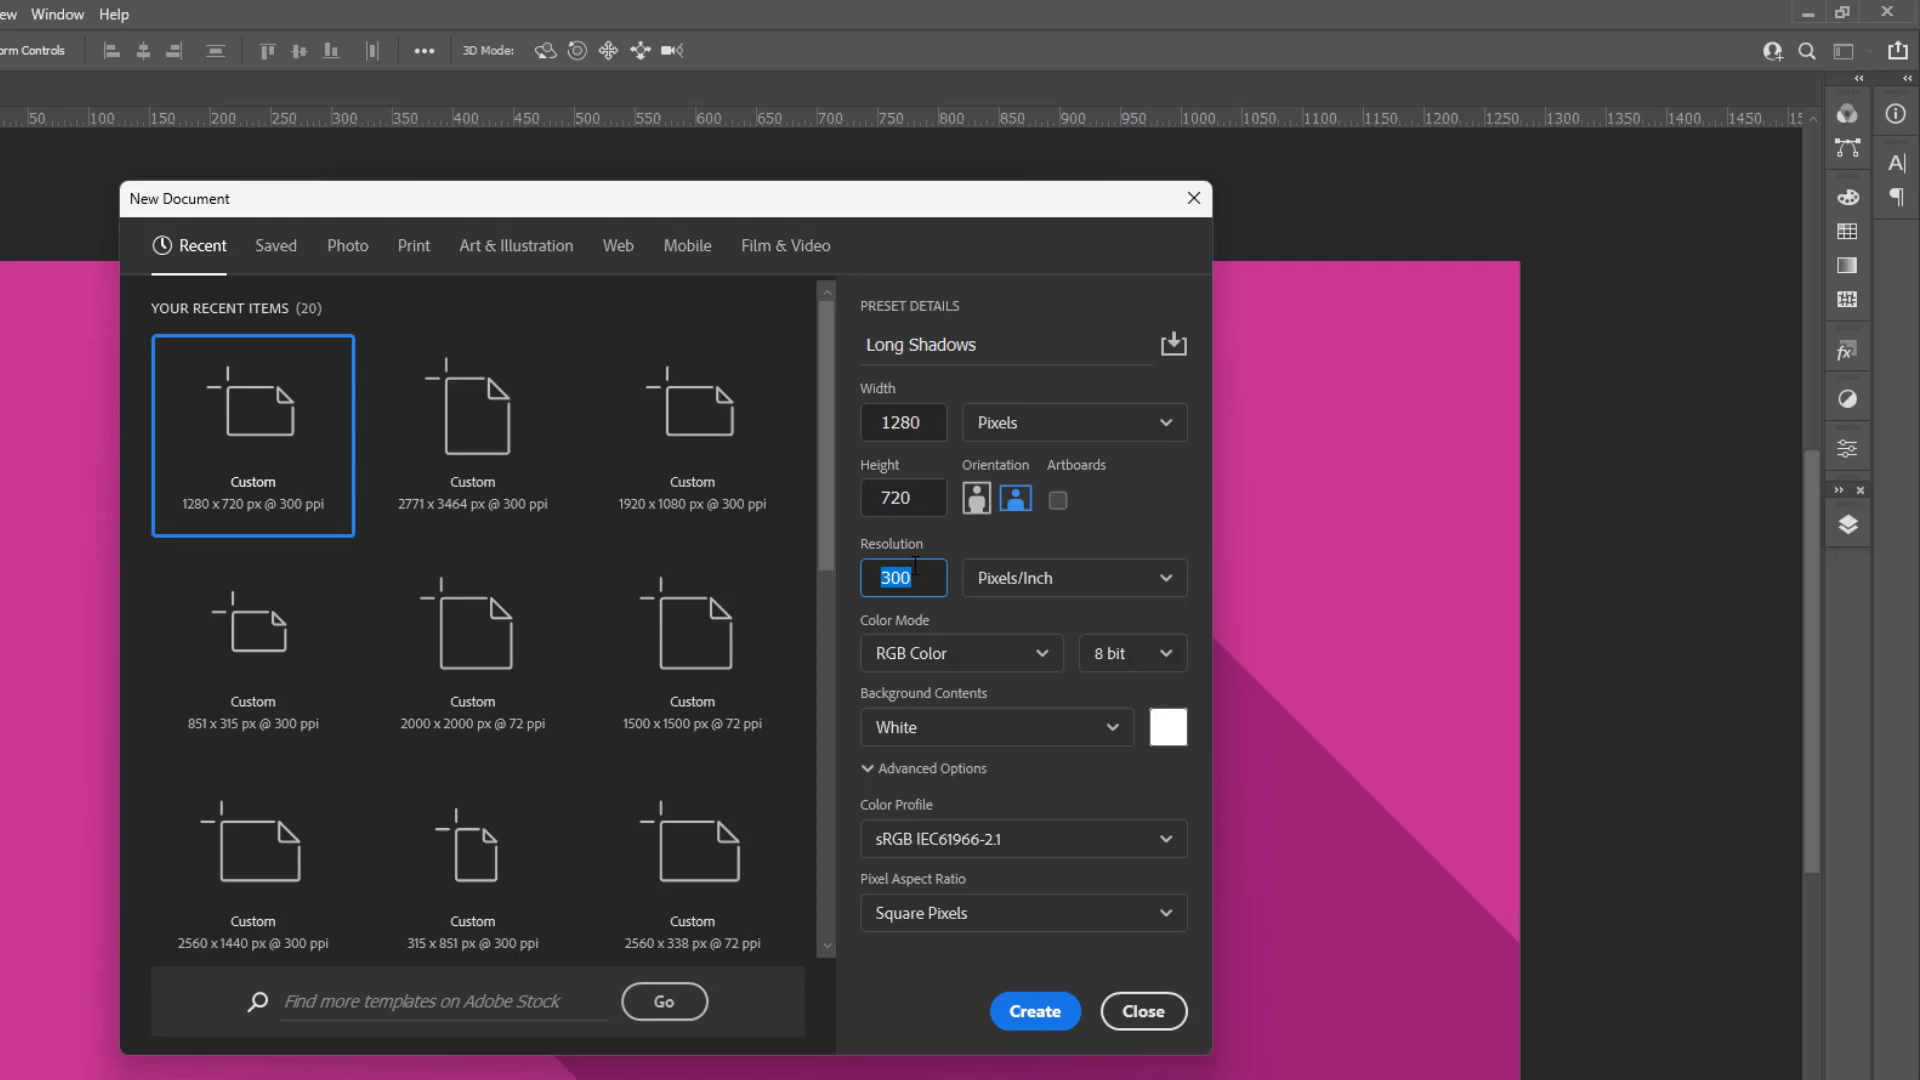 ew Window Help
orm Controls 3D Mode:
50 100 150 200 250 300 350 400 450 500 550 600 650 700 750 800 850 900 950 1000 1050 1100 1150 1200 1250 1300 1350 1400 1450 15
New Document
Recent Saved Photo Print Art & Illustration Web Mobile Film & Video
YOUR RECENT ITEMS (20)
Custom
1280 x 720 px @ 300 ppi
Custom
2771 x 3464 px @ 300 ppi
Custom
1920 x 1080 px @ 300 ppi
Custom
851 x 315 px @ 300 ppi
Custom
2000 x 2000 px @ 72 ppi
Custom
1500 x 1500 px @ 72 ppi
Custom
2560 x 1440 px @ 300 ppi
Custom
315 x 851 px @ 300 ppi
Custom
2560 x 338 px @ 72 ppi
Find more templates on Adobe Stock Go
PRESET DETAILS
Long Shadows
Width
1280 Pixels
Height Orientation Artboards
720
Resolution
300 Pixels/Inch
Color Mode
RGB Color 8 bit
Background Contents
White
Advanced Options
Color Profile
sRGB IEC61966-2.1
Pixel Aspect Ratio
Square Pixels
Create Close